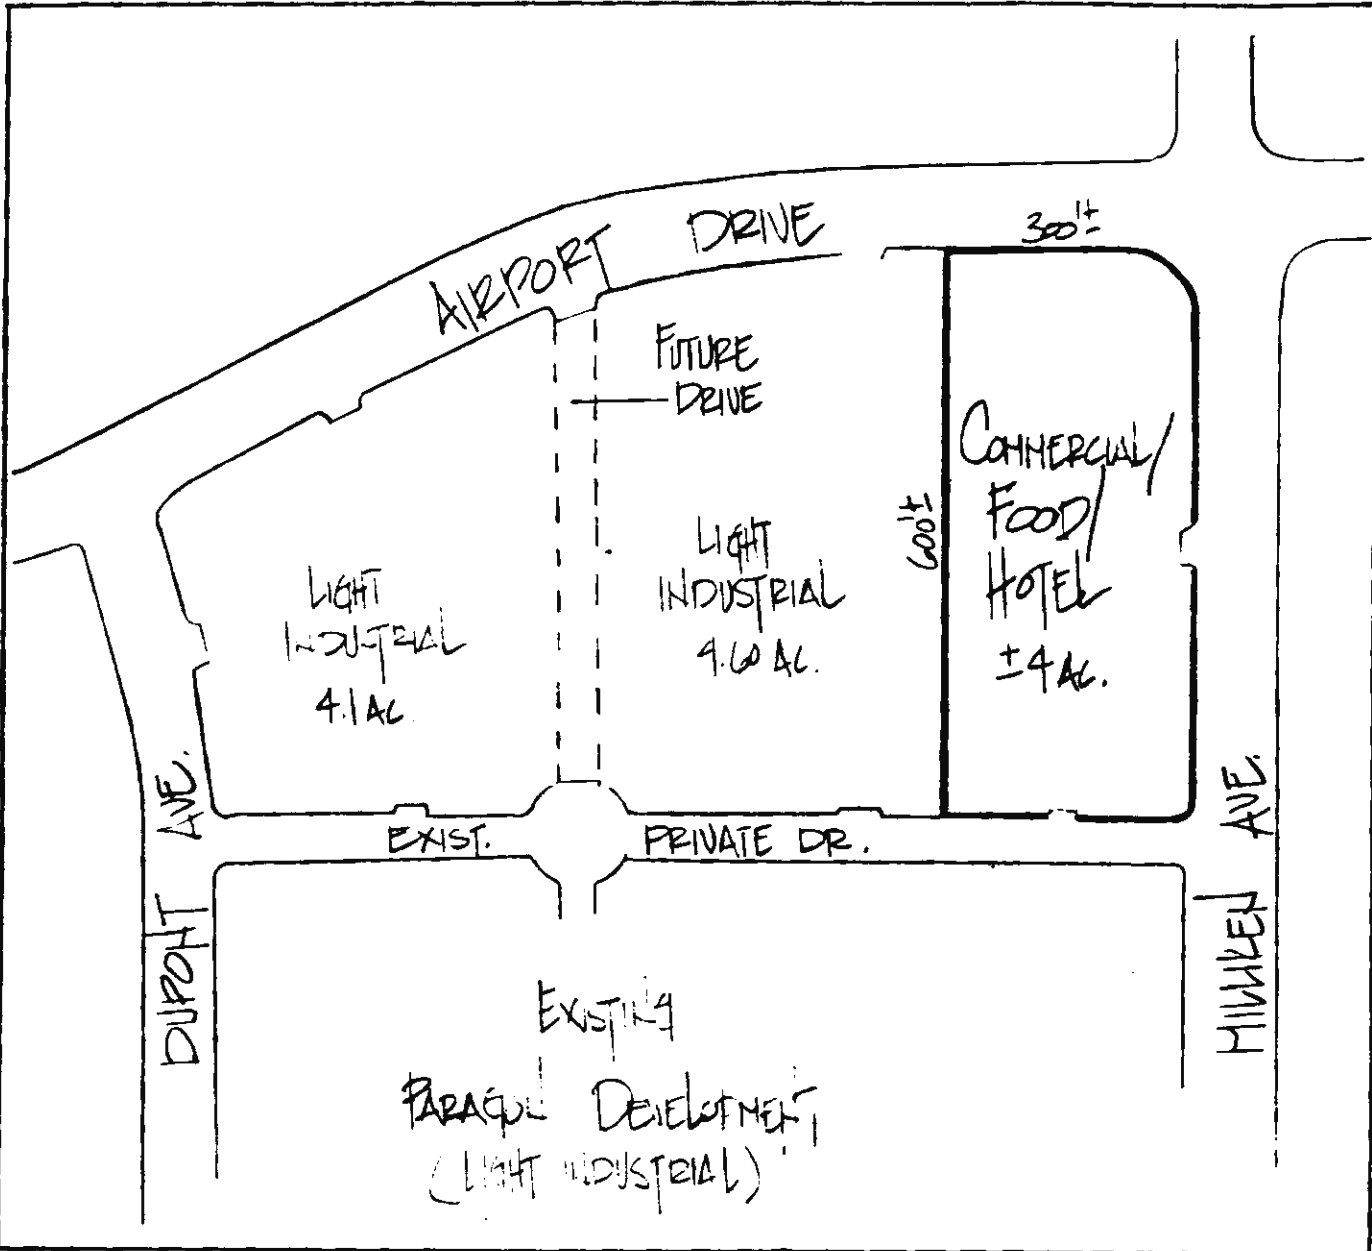 AIRPORT DRIVE
300'±
FUTURE
DRIVE
COMMERCIAL/
FOOD/
HOTEL
±4 AC.
600'±
LIGHT
INDUSTRIAL
4.60 AC.
LIGHT
INDUSTRIAL
4.1 AC
EXIST. PRIVATE DR.
DUPONT AVE.
MILLIKEN AVE.
EXISTING
PARAGON DEVELOPMENT
(LIGHT INDUSTRIAL)